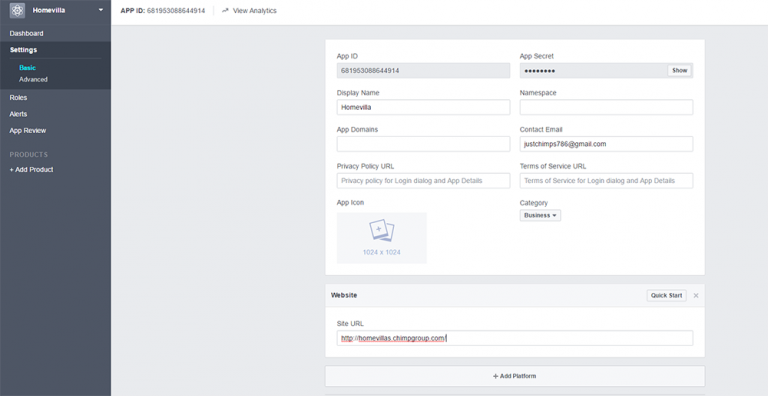 Homevilla
APP ID: 681953088644914
View Analytics
Dashboard
Settings
Basic
Advanced
Roles
Alerts
App Review
PRODUCTS
+ Add Product
App ID
App Secret
681953088644914
●●●●●●●●
Show
Display Name
Namespace
Homevilla
App Domains
Contact Email
justchimps786@gmail.com
Privacy Policy URL
Terms of Service URL
Privacy policy for Login dialog and App Details
Terms of Service for Login dialog and App Details
App Icon
Category
Business
1024 x 1024
Website
Quick Start
Site URL
http://homevillas.chimpgroup.com/
+ Add Platform